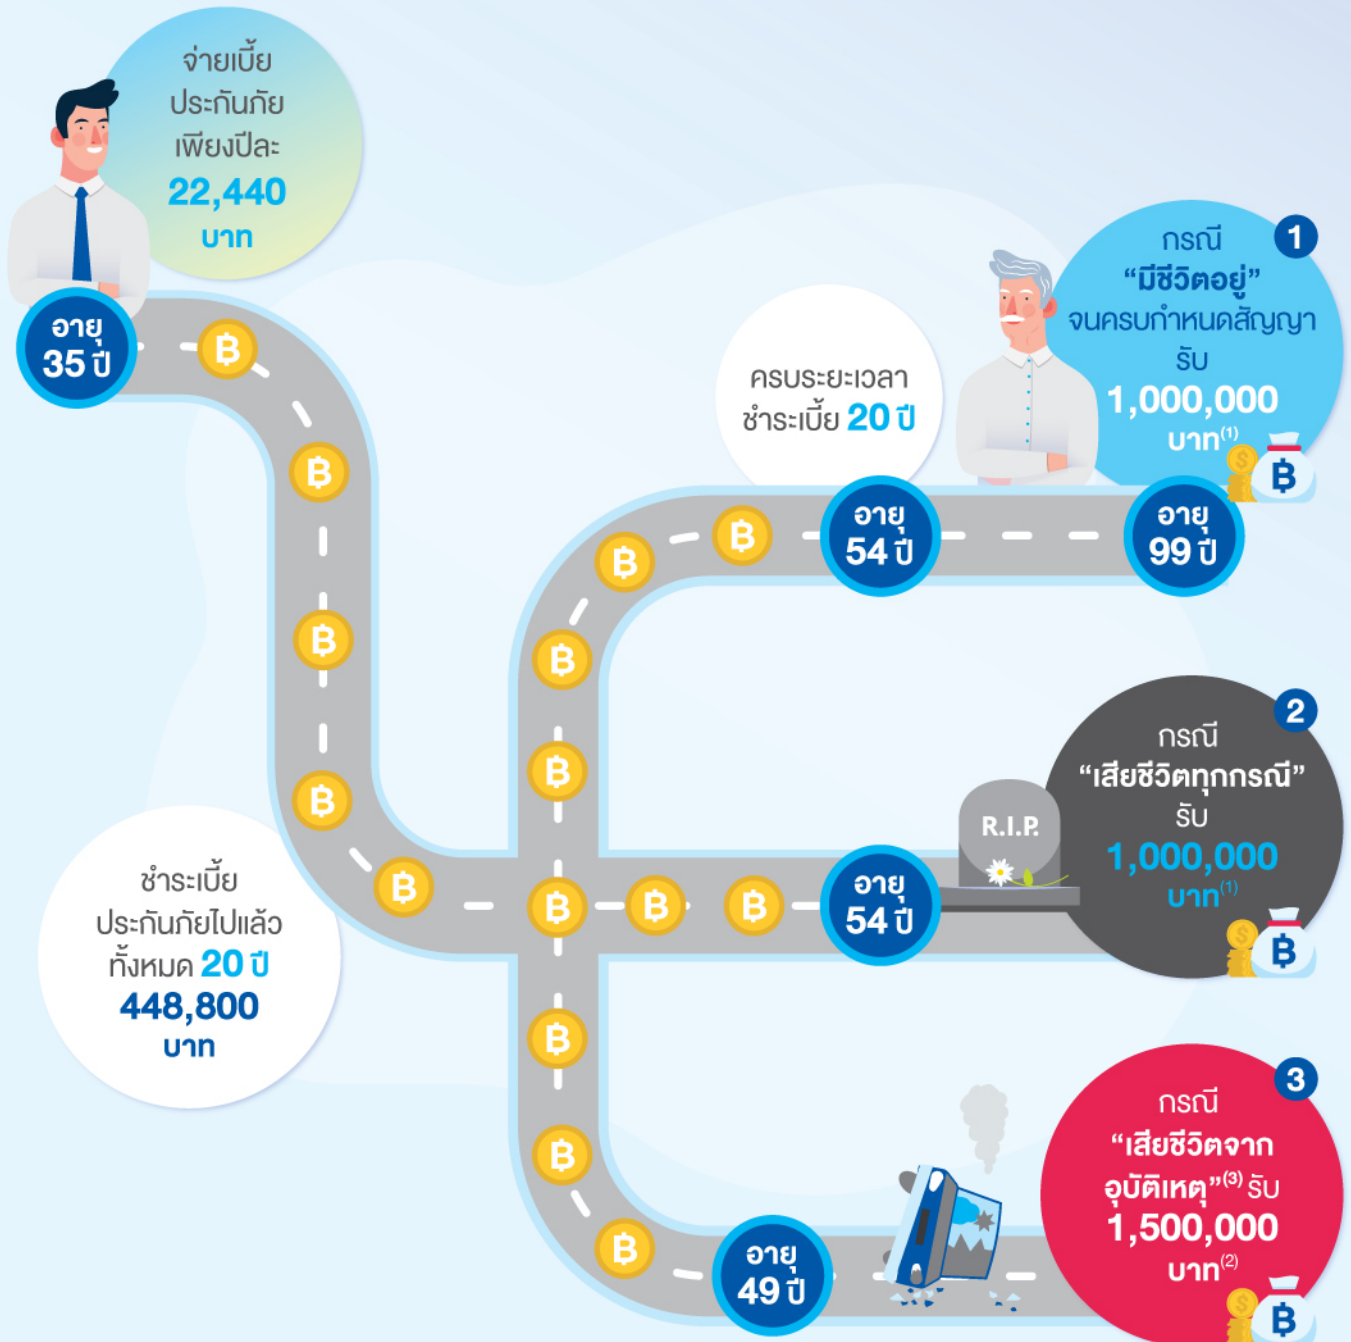 จ่ายเบี้ย
ประกันภัย
เพียงปีละ
22,440
บาท
อายุ
35 ปี
1
กรณี
“มีชีวิตอยู่”
จนครบกำหนดสัญญา
รับ
1,000,000
บาท(1)
ครบระยะเวลา
ชำระเบี้ย 20 ปี
อายุ
54 ปี
อายุ
99 ปี
2
กรณี
“เสียชีวิตทุกกรณี”
รับ
1,000,000
บาท(1)
R.I.P.
อายุ
54 ปี
ชำระเบี้ย
ประกันภัยไปแล้ว
ทั้งหมด 20 ปี
448,800
บาท
3
กรณี
“เสียชีวิตจาก
อุบัติเหตุ”(3) รับ
1,500,000
บาท(2)
อายุ
49 ปี